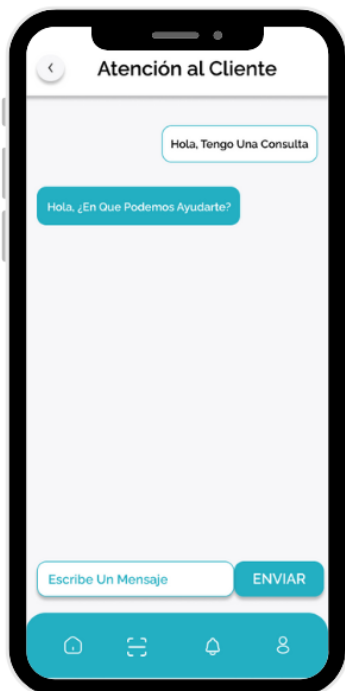 Atención al Cliente
Hola, Tengo Una Consulta
Hola, ¿En Que Podemos Ayudarte?
Escribe Un Mensaje
ENVIAR